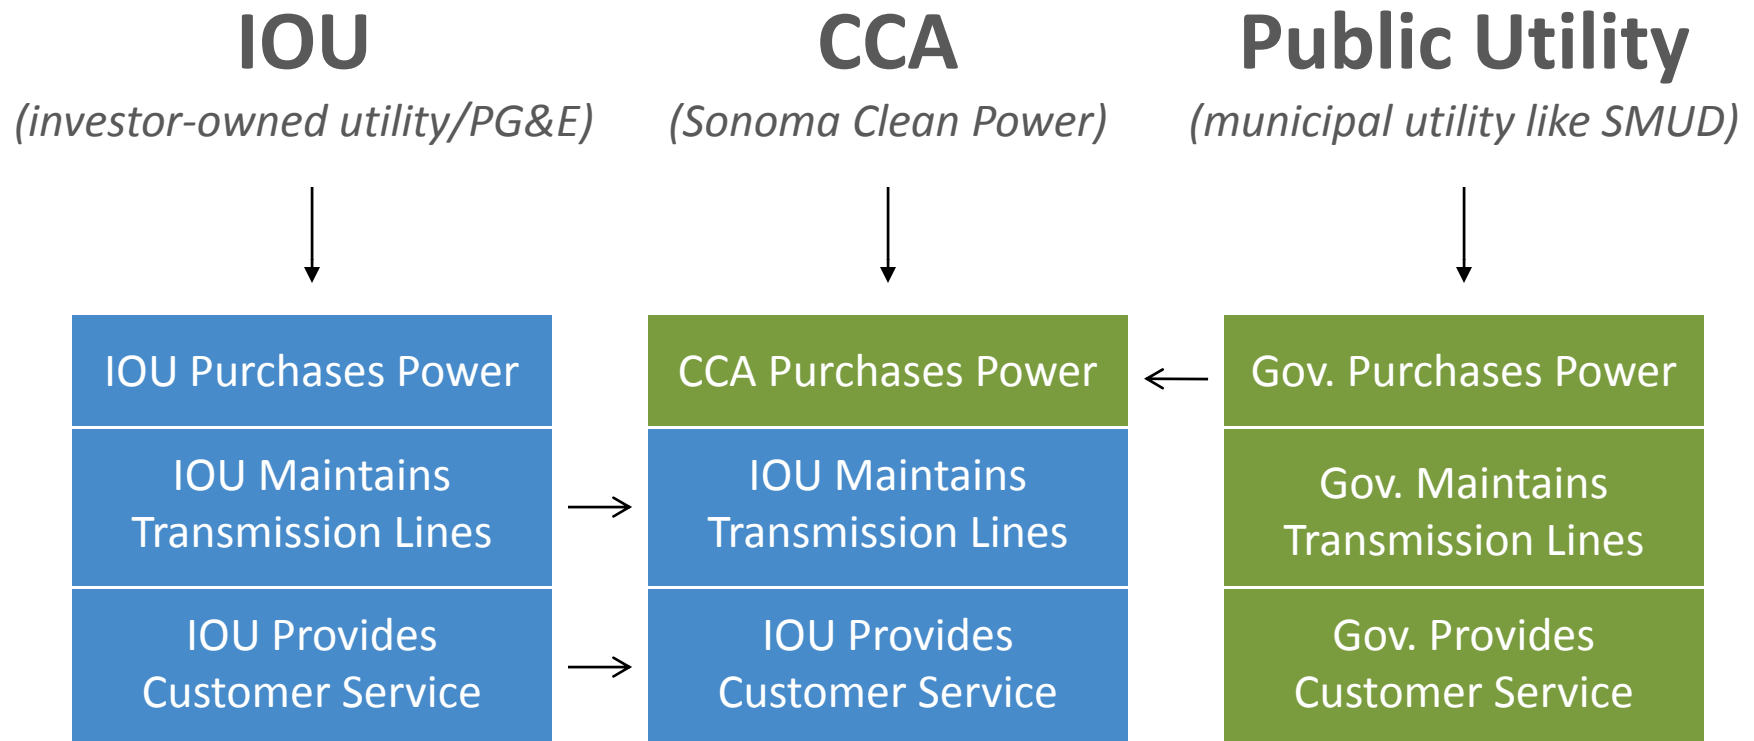 IOU
(investor-owned utility/PG&E)
CCA
(Sonoma Clean Power)
Public Utility
(municipal utility like SMUD)
IOU Purchases Power
IOU Maintains
Transmission Lines
IOU Provides
Customer Service
CCA Purchases Power
IOU Maintains
Transmission Lines
IOU Provides
Customer Service
Gov. Purchases Power
Gov. Maintains
Transmission Lines
Gov. Provides
Customer Service